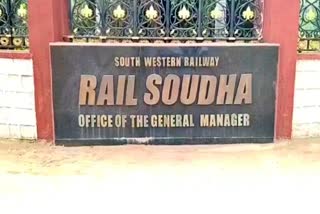 SOUTH WESTERN RAILWAY
RAIL SOUDHA
OFFICE OF THE GENERAL MANAGER